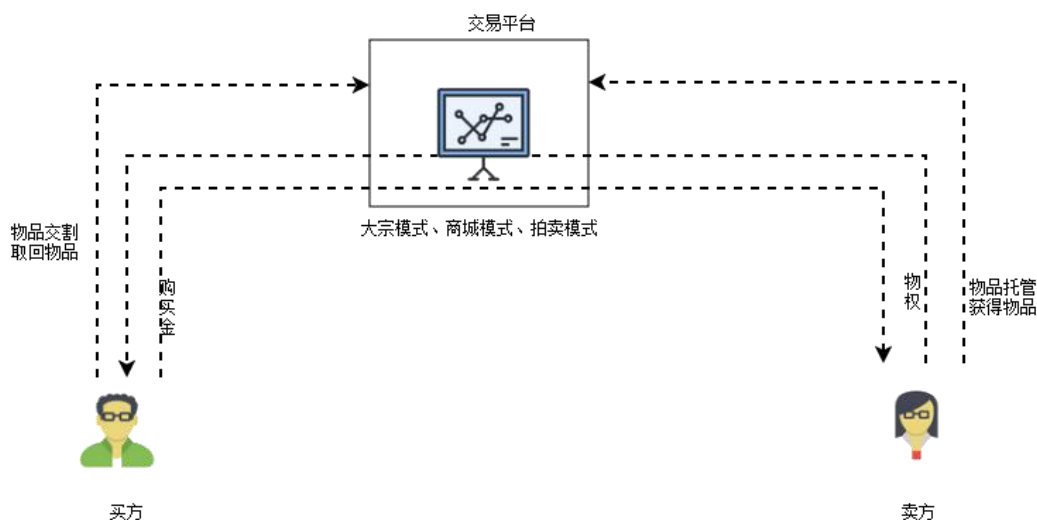 交易平台
大宗模式、商城模式、拍卖模式
物品交割
取回物品
购
买
金
物
权
物品托管
获得物品
买方
卖方